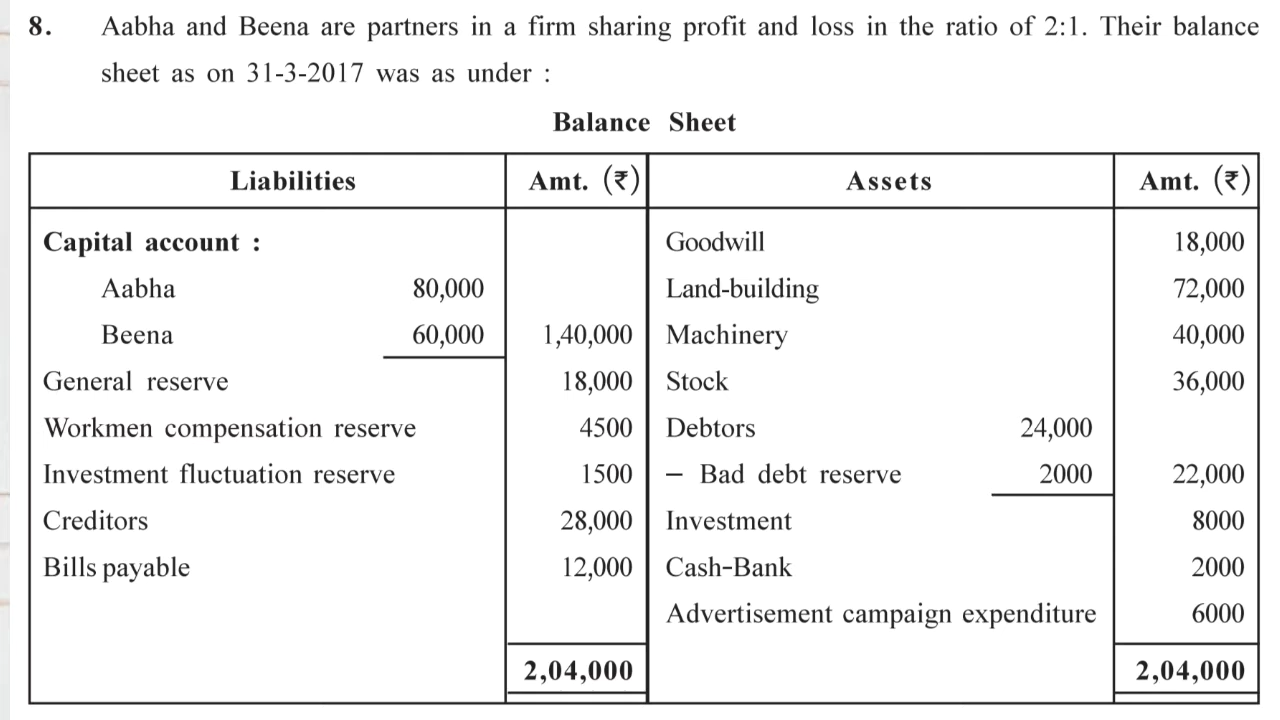 8. Aabha and Beena are partners in a firm sharing profit and loss in the ratio of 2:1. Their balance
sheet as on 31-3-2017 was as under :
Balance Sheet
Liabilities Amt. (₹) Assets Amt. (₹)
Capital account : Goodwill 18,000
Aabha 80,000 Land-building 72,000
Beena 60,000 1,40,000 Machinery 40,000
General reserve 18,000 Stock 36,000
Workmen compensation reserve 4500 Debtors 24,000
Investment fluctuation reserve 1500 – Bad debt reserve 2000 22,000
Creditors 28,000 Investment 8000
Bills payable 12,000 Cash-Bank 2000
Advertisement campaign expenditure 6000
2,04,000 2,04,000